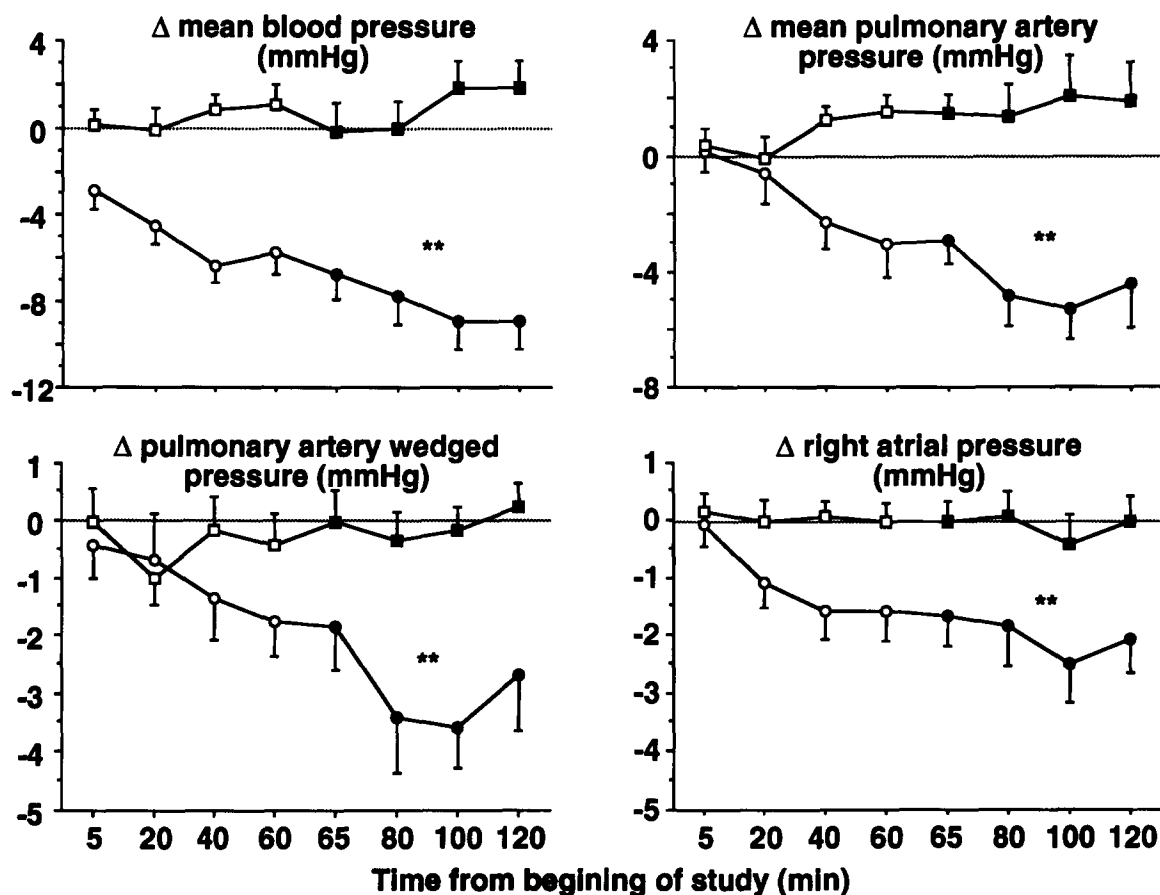 Δ mean blood pressure
(mmHg)
4
0
-4
-8
-12
**
Δ mean pulmonary artery
pressure (mmHg)
4
0
-4
-8
**
Δ pulmonary artery wedged
pressure (mmHg)
1
0
-1
-2
-3
-4
-5
**
5 20 40 60 65 80 100 120
Δ right atrial pressure
(mmHg)
1
0
-1
-2
-3
-4
-5
**
5 20 40 60 65 80 100 120
Time from begining of study (min)